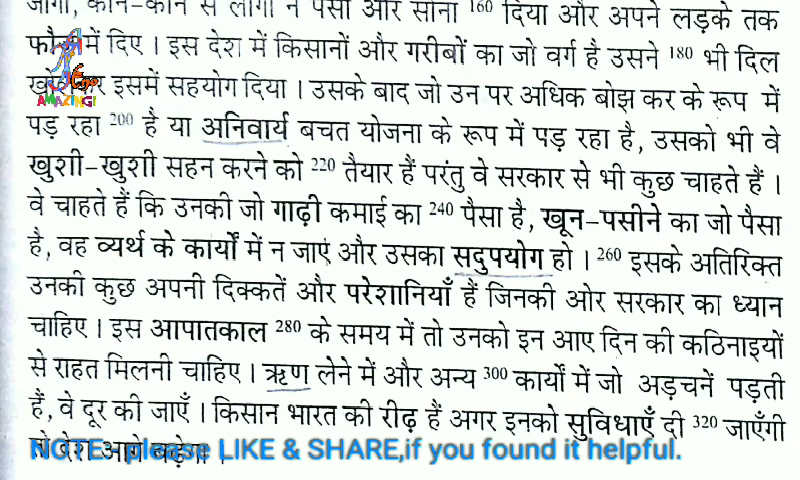 जागा, कौन-कौन से लोगों ने पैसा और सोना 160 दिया और अपने लड़के तक
फौज में दिए । इस देश में किसानों और गरीबों का जो वर्ग है उसने 180 भी दिल
खोल कर इसमें सहयोग दिया । उसके बाद जो उन पर अधिक बोझ कर के रूप में
AMAZING!
पड़ रहा 200 है या अनिवार्य बचत योजना के रूप में पड़ रहा है, उसको भी वे
खुशी-खुशी सहन करने को 220 तैयार हैं परंतु वे सरकार से भी कुछ चाहते हैं ।
वे चाहते हैं कि उनकी जो गाढ़ी कमाई का 240 पैसा है, खून-पसीने का जो पैसा
है, वह व्यर्थ के कार्यों में न जाएं और उसका सदुपयोग हो । 260 इसके अतिरिक्त
उनकी कुछ अपनी दिक्कतें और परेशानियाँ हैं जिनकी ओर सरकार का ध्यान
चाहिए । इस आपातकाल 280 के समय में तो उनको इन आए दिन की कठिनाइयों
से राहत मिलनी चाहिए । ऋण लेने में और अन्य 300 कार्यों में जो अड़चनें पड़ती
हैं, वे दूर की जाएँ । किसान भारत की रीढ़ हैं अगर इनको सुविधाएँ दी 320 जाएँगी
तो देश आगे बढ़ेगा ।
NOTE:- please LIKE & SHARE,if you found it helpful.